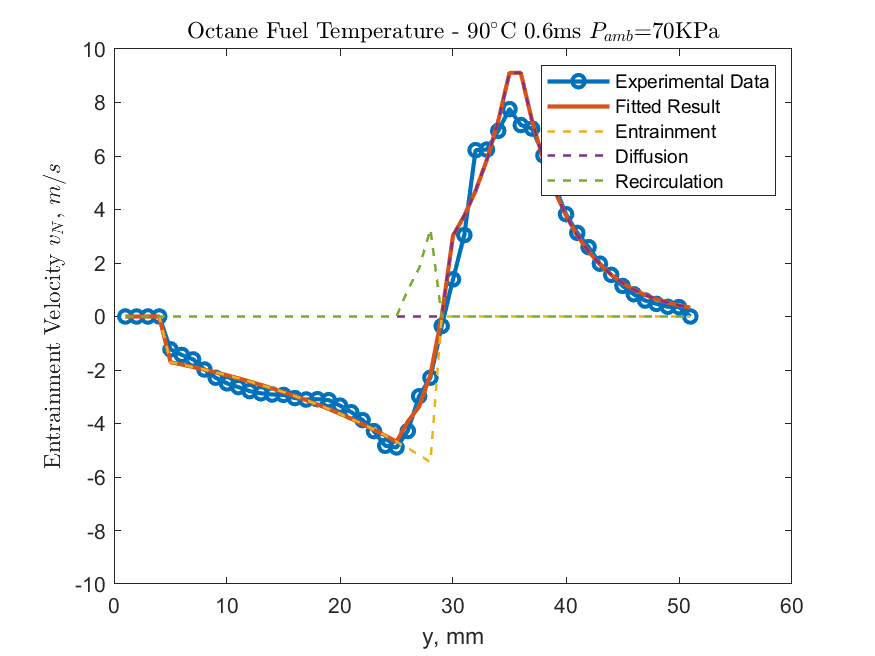 Octane Fuel Temperature - 90°C 0.6ms P_amb=70KPa
10
8
6
4
2
0
-2
-4
-6
-8
-10
Entrainment Velocity v_N, m/s
Experimental Data
Fitted Result
Entrainment
Diffusion
Recirculation
0 10 20 30 40 50 60
y, mm